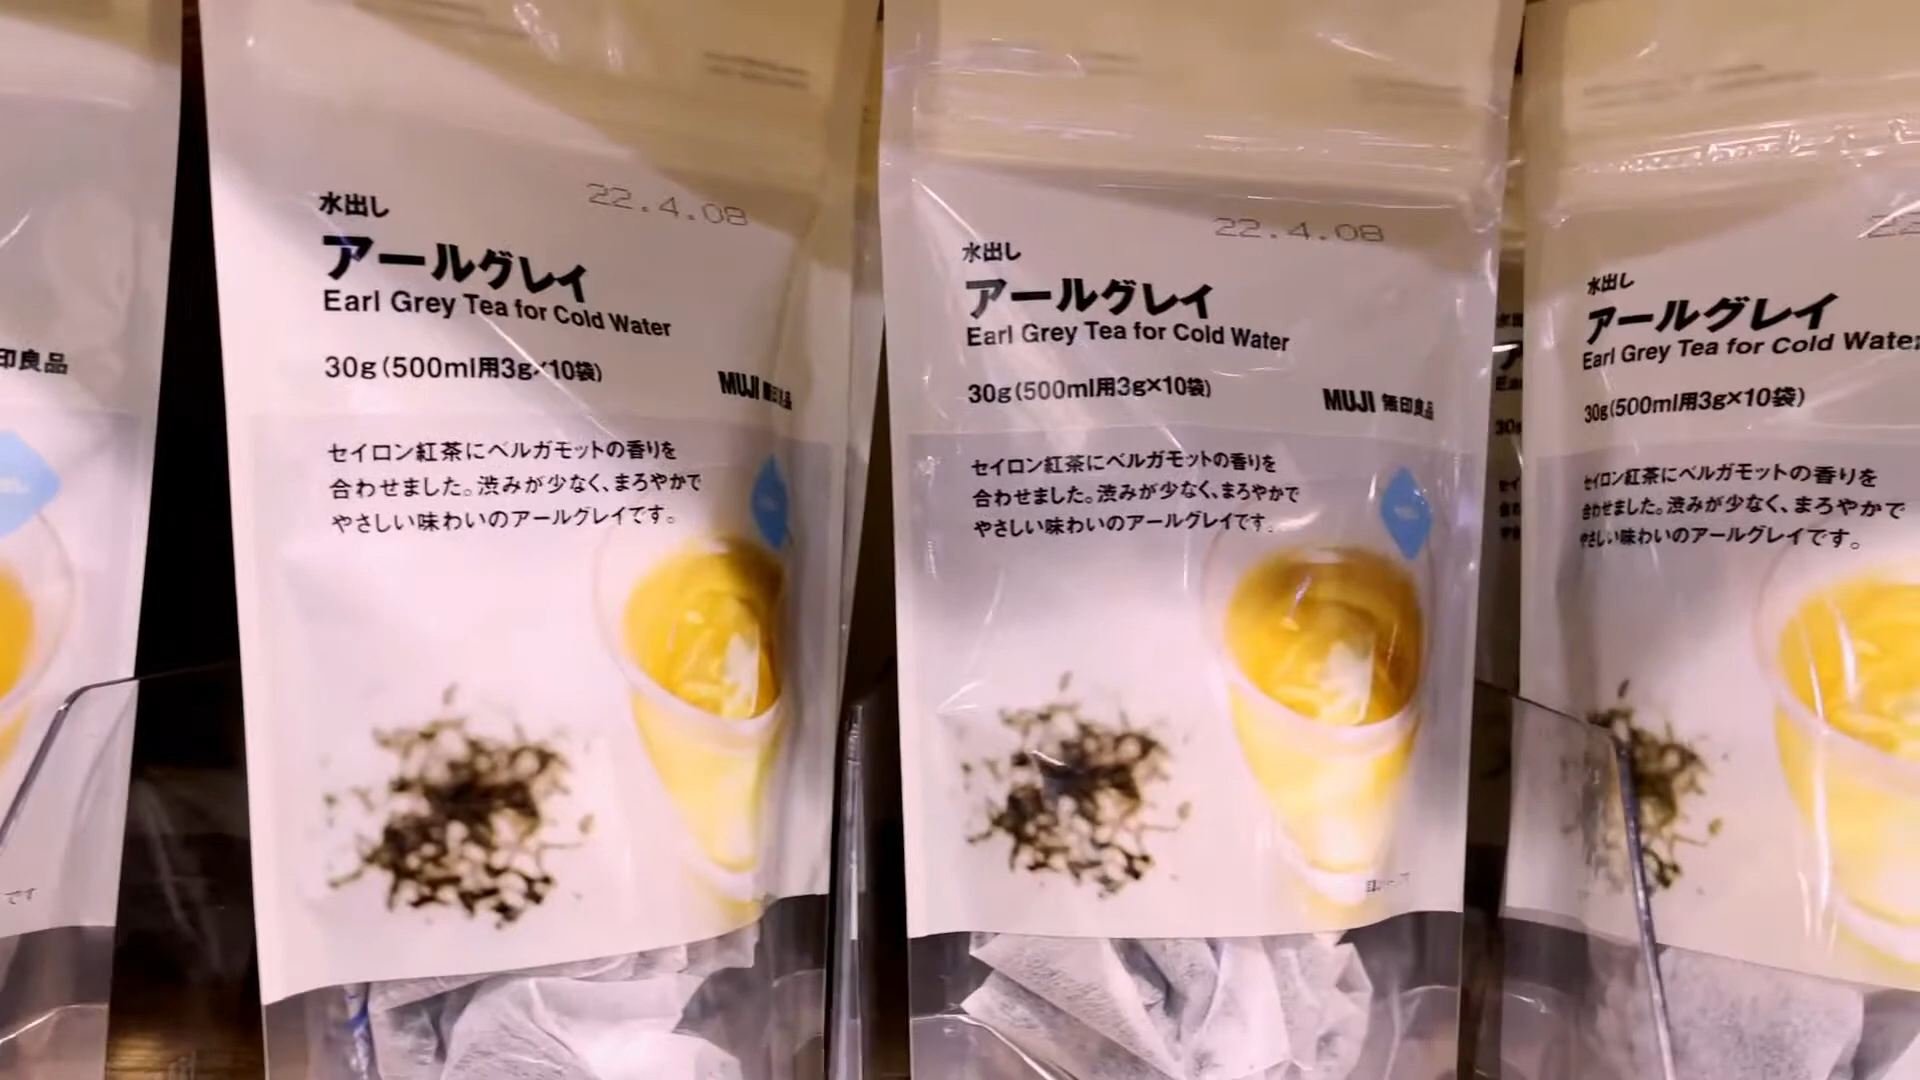 印良品
です
水出し
22.4.08
アールグレイ
Earl Grey Tea for Cold Water
30g(500ml用3g×10袋)
MUJI 無印良品
セイロン紅茶にベルガモットの香りを
合わせました。渋みが少なく、まろやかで
やさしい味わいのアールグレイです。
水出し
22.4.08
アールグレイ
Earl Grey Tea for Cold Water
30g(500ml用3g×10袋)
MUJI 無印良品
セイロン紅茶にベルガモットの香りを
合わせました。渋みが少なく、まろやかで
やさしい味わいのアールグレイです。
水出し
22
アールグレイ
Earl Grey Tea for Cold Water
30g(500ml用3g×10袋)
セイロン紅茶にベルガモットの香りを
合わせました。渋みが少なく、まろやかで
やさしい味わいのアールグレイです。